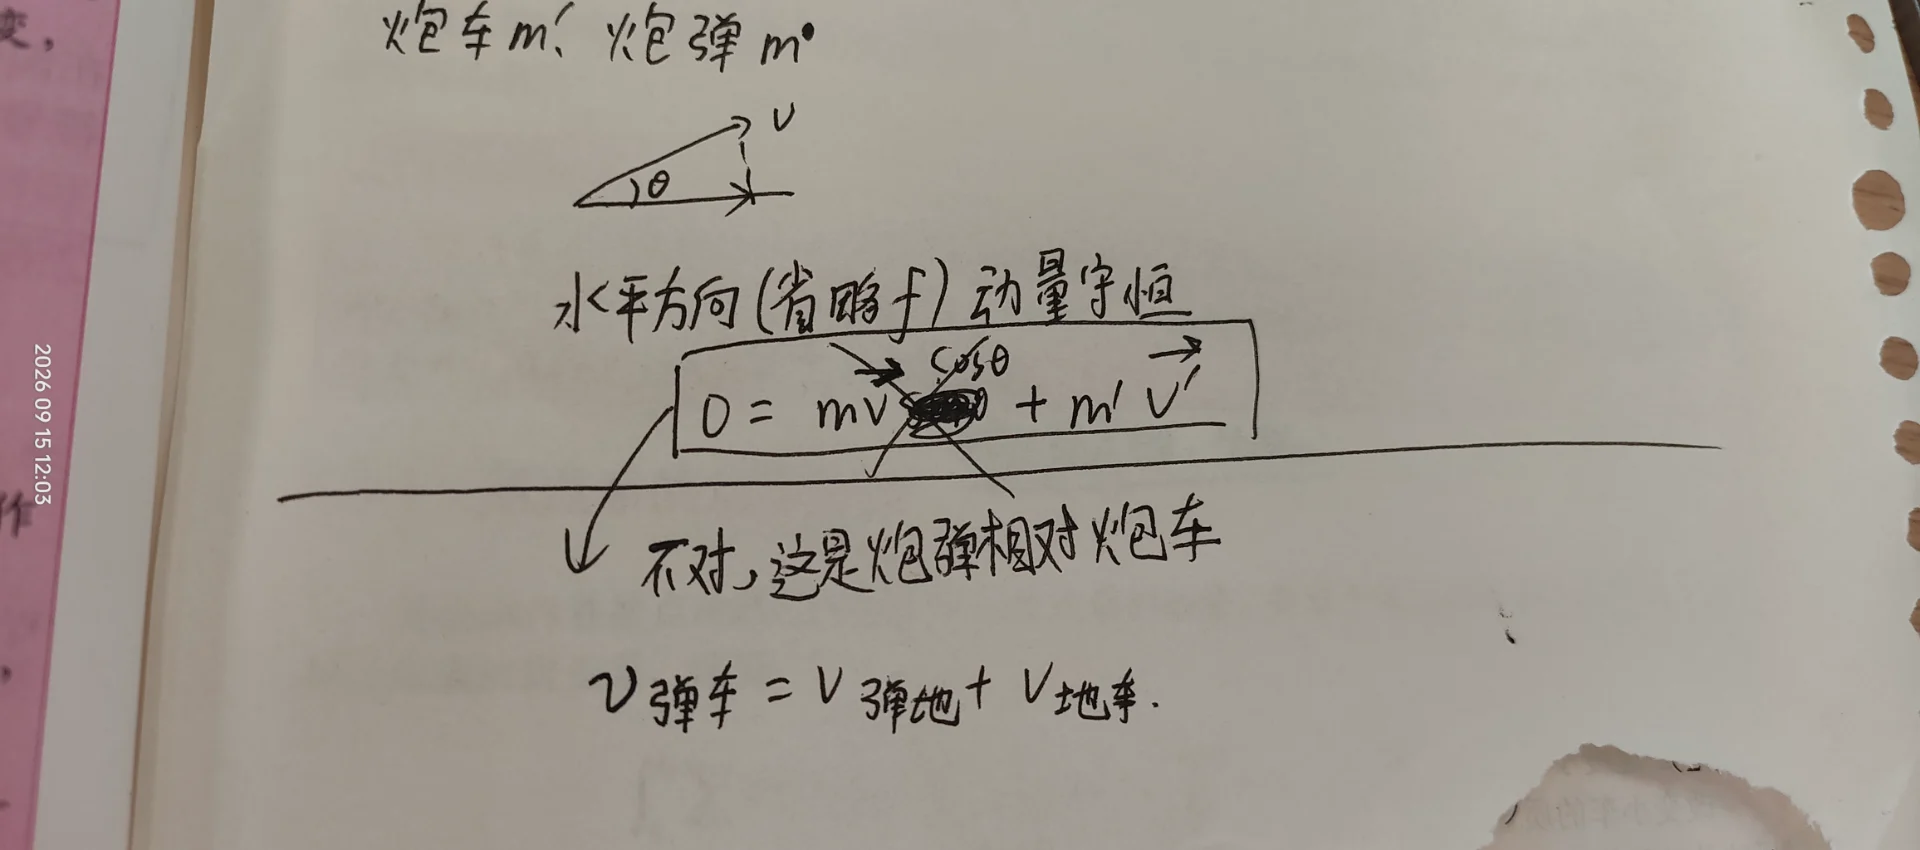 变,
炮车m′、炮弹m
v
θ
水平方向(省略f)动量守恒
cosθ
0 = mv + m′ v′
不对,这是炮弹相对炮车
v弹车 = v弹地 + v地车.
作
2026 09 15 12:03